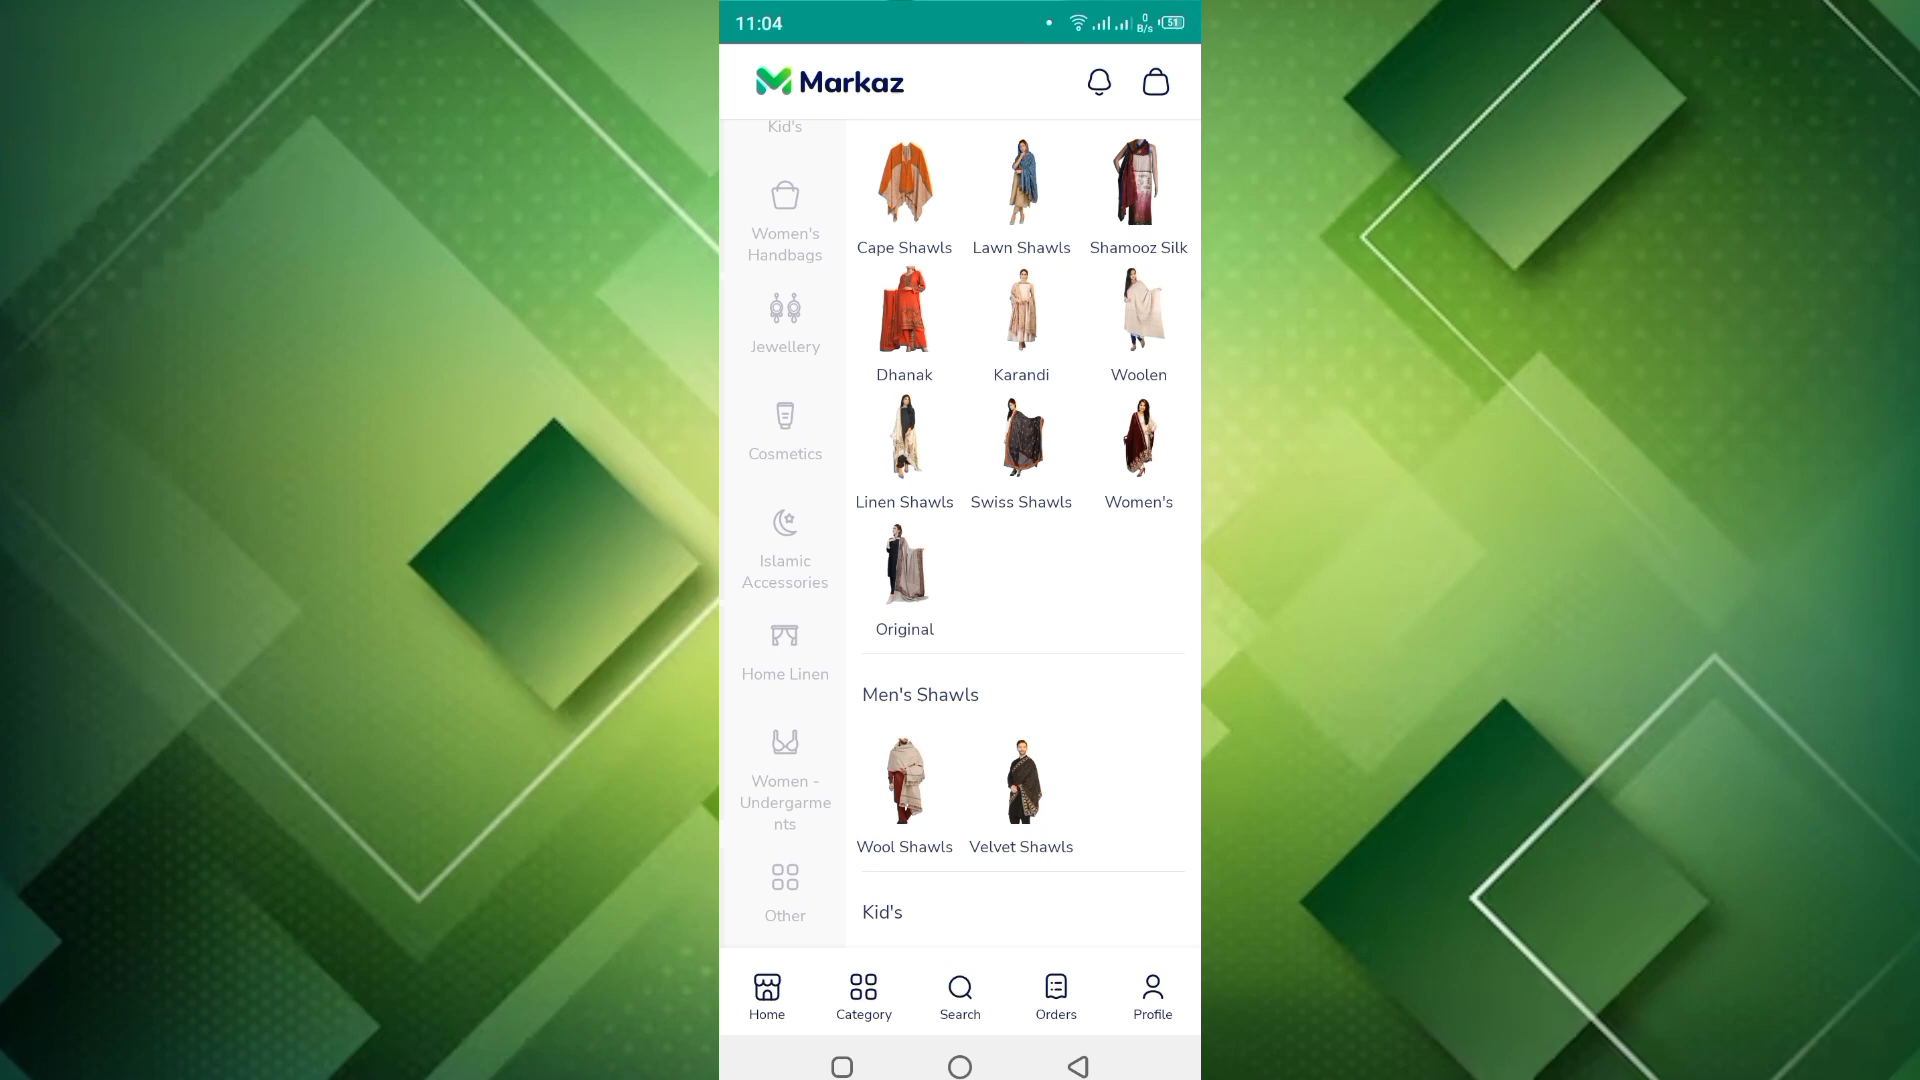 11:04
0
B/s
51
Markaz
Kid's
Women's
Handbags
Jewellery
Cosmetics
Islamic
Accessories
Home Linen
Women -
Undergarme
nts
Other
Cape Shawls
Lawn Shawls
Shamooz Silk
Dhanak
Karandi
Woolen
Linen Shawls
Swiss Shawls
Women's
Original
Men's Shawls
Wool Shawls
Velvet Shawls
Kid's
Home
Category
Search
Orders
Profile